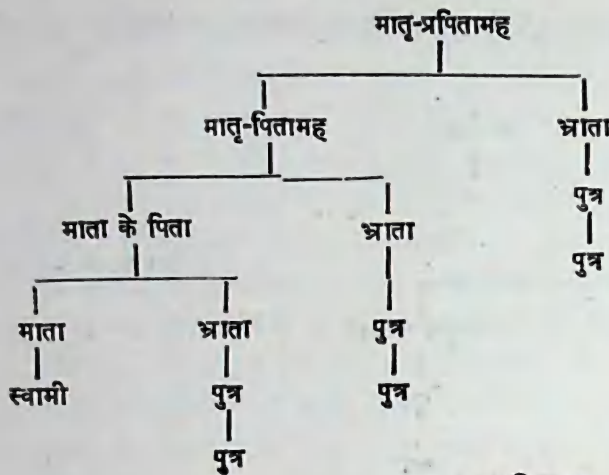 मातृ-प्रपितामह
मातृ-पितामह भ्राता
पुत्र
माता के पिता भ्राता
पुत्र
माता भ्राता पुत्र
स्वामी पुत्र पुत्र
पुत्र